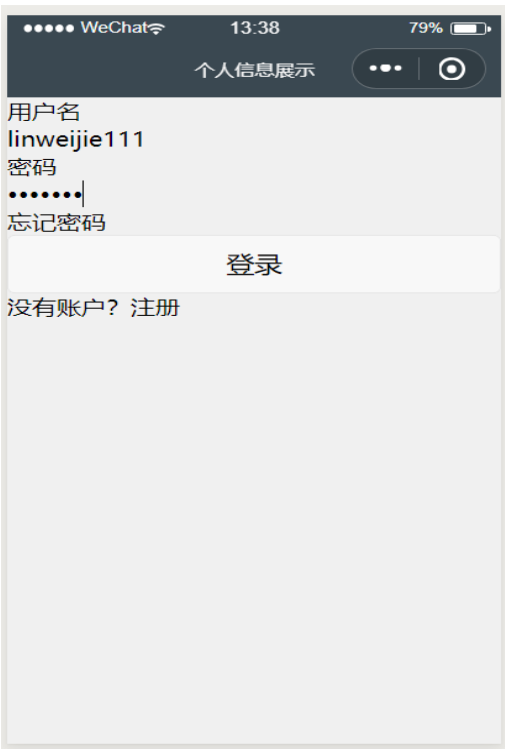 ●●●●● WeChat 13:38 79%
个人信息展示
用户名
linweijie111
密码
•••••••
忘记密码
登录
没有账户？注册